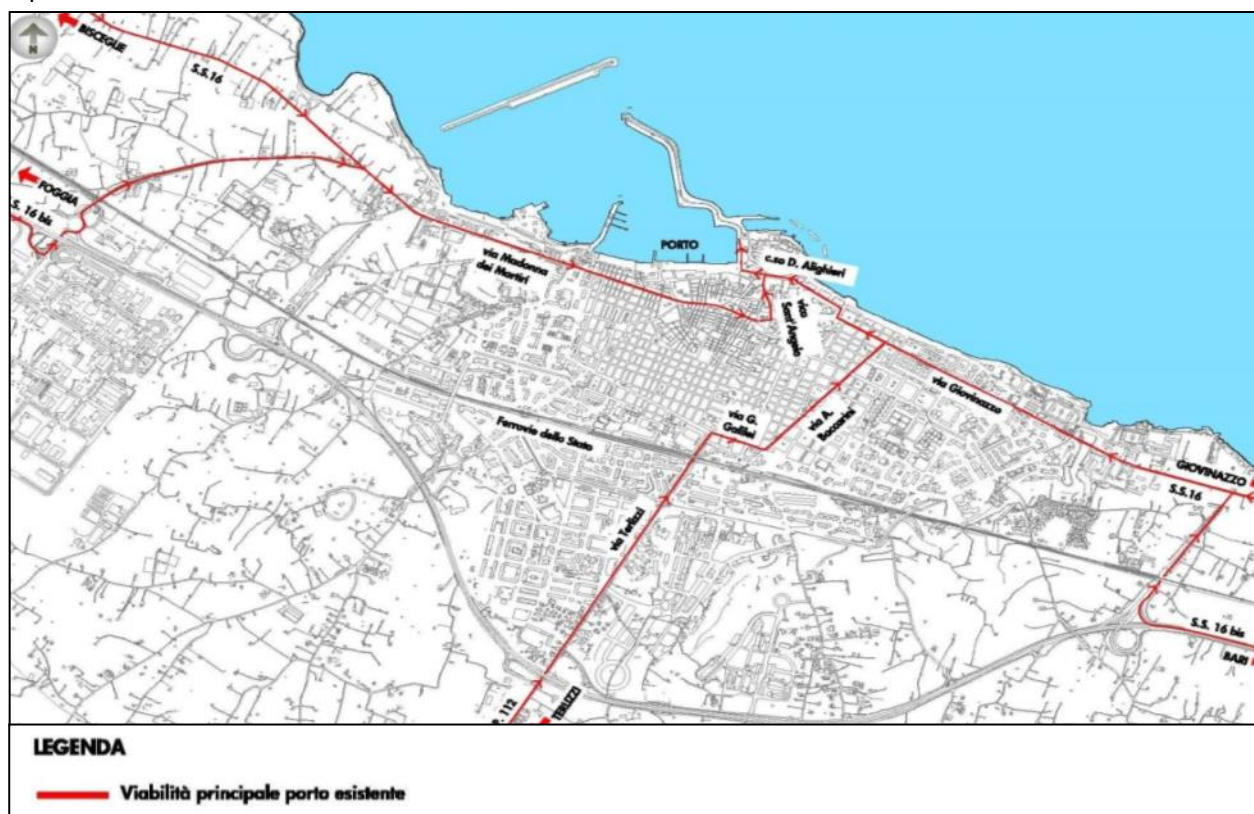 N
BISCEGLIE
S.S.16
FOGGIA
S. 16 bis
via Madonna
dei Martiri
PORTO
c.so D. Alighieri
vico
Sant'Angelo
via Giovinazzo
via G.
Galilei
via A.
Baccarini
Ferrovie dello Stato
via Terlizzi
GIOVINAZZO
S.S.16
S.S. 16 bis
BARI
P. 112
TERLIZZI
LEGENDA
Viabilità principale porto esistente